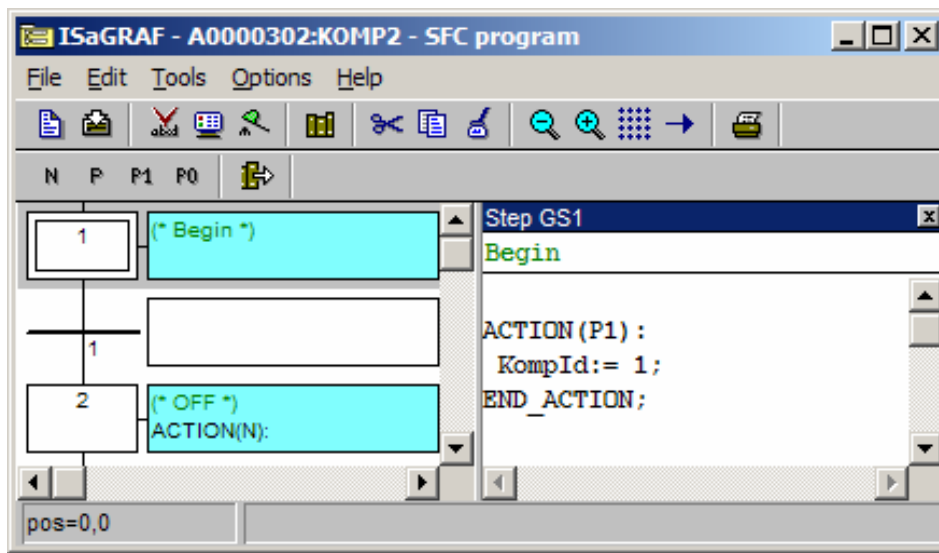 ISaGRAF - A0000302:KOMP2 - SFC program
File Edit Tools Options Help
abcd
N P P1 P0
1
(* Begin *)
1
2
(* OFF *)
ACTION(N):
Step GS1
Begin
ACTION(P1):
KompId:= 1;
END_ACTION;
pos=0,0